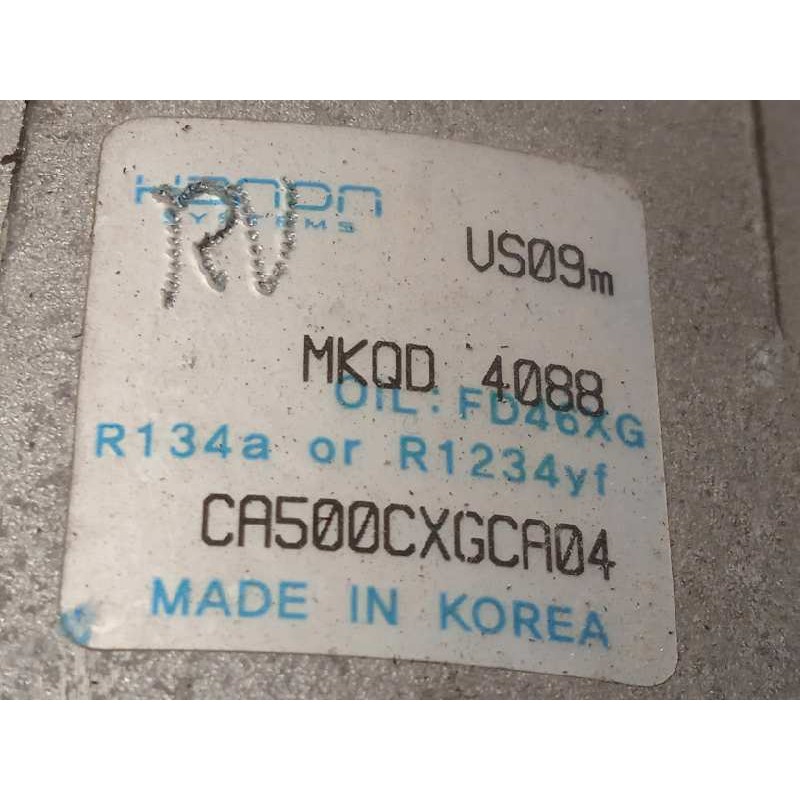 HANON
SYSTEMS
RV
VS09m
MKQD 4088
OIL: FD46XG
R134a or R1234yf
CA500CXGCA04
MADE IN KOREA